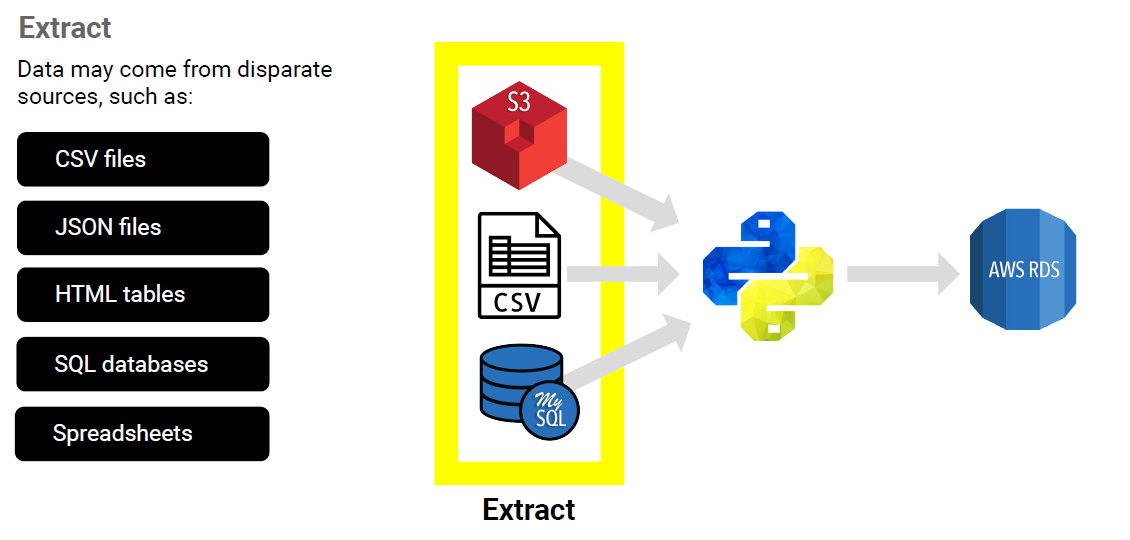 Extract
Data may come from disparate
sources, such as:
CSV files
JSON files
HTML tables
SQL databases
Spreadsheets
S3
CSV
My
SQL
AWS RDS
Extract